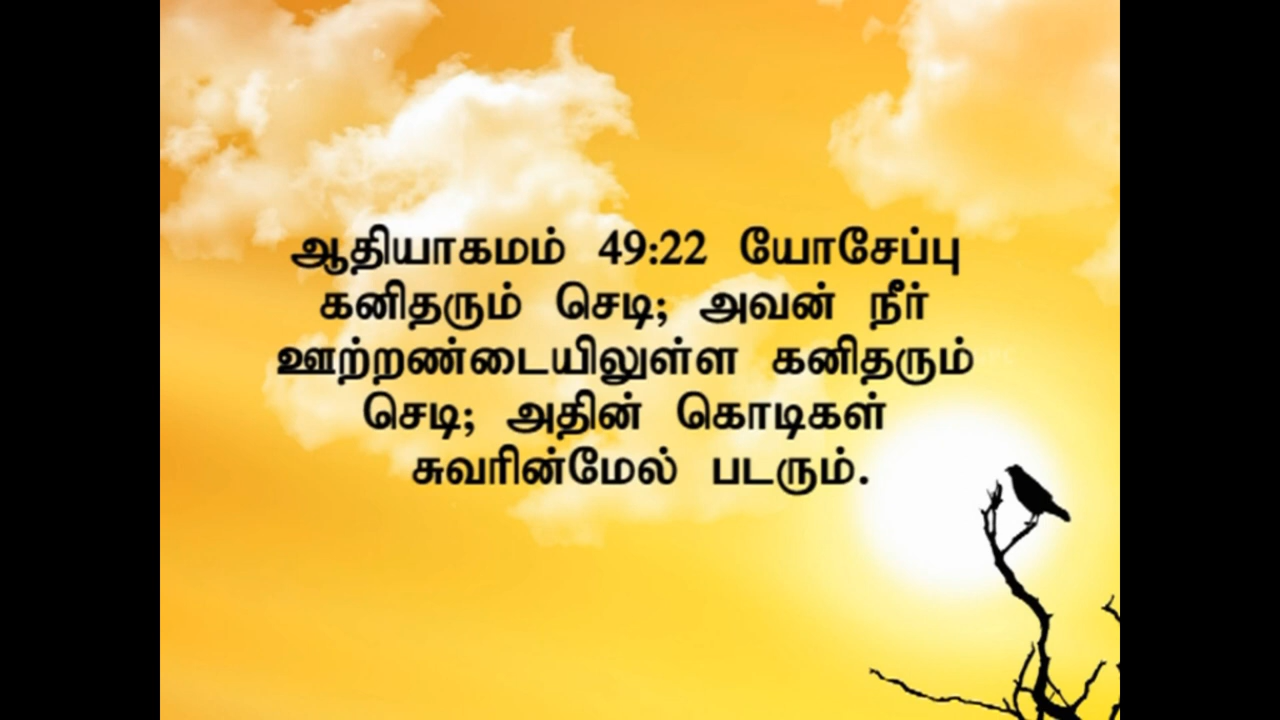 ஆதியாகமம் 49:22 யோசேப்பு
கனிதரும் செடி; அவன் நீர்
ஊற்றண்டையிலுள்ள கனிதரும்
செடி; அதின் கொடிகள்
சுவரின்மேல் படரும்.